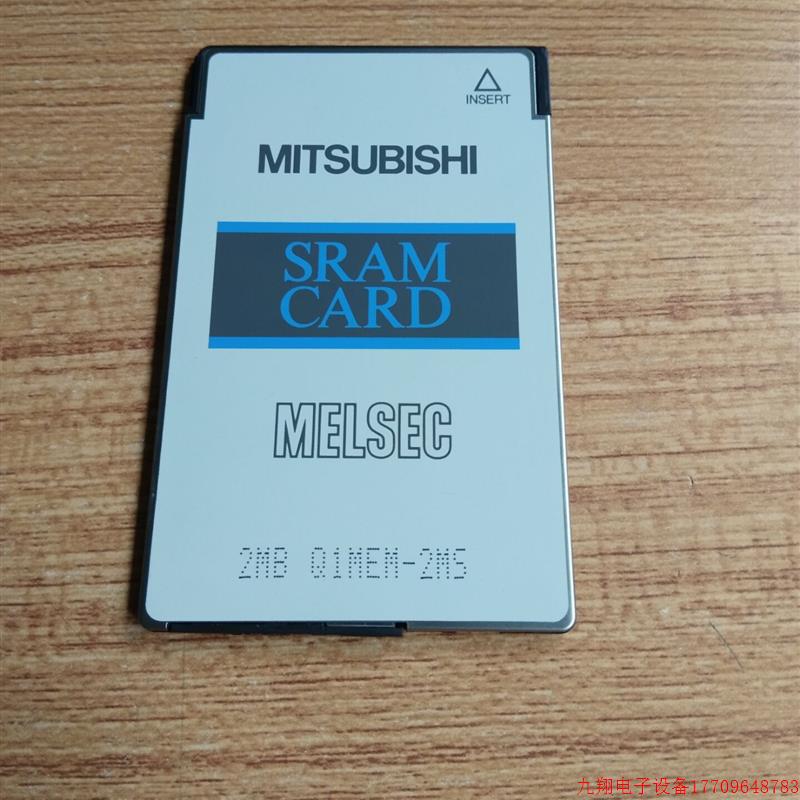 INSERT
MITSUBISHI
SRAM
CARD
MELSEC
2MB Q1MEM-2MS
九翔电子设备17709648783